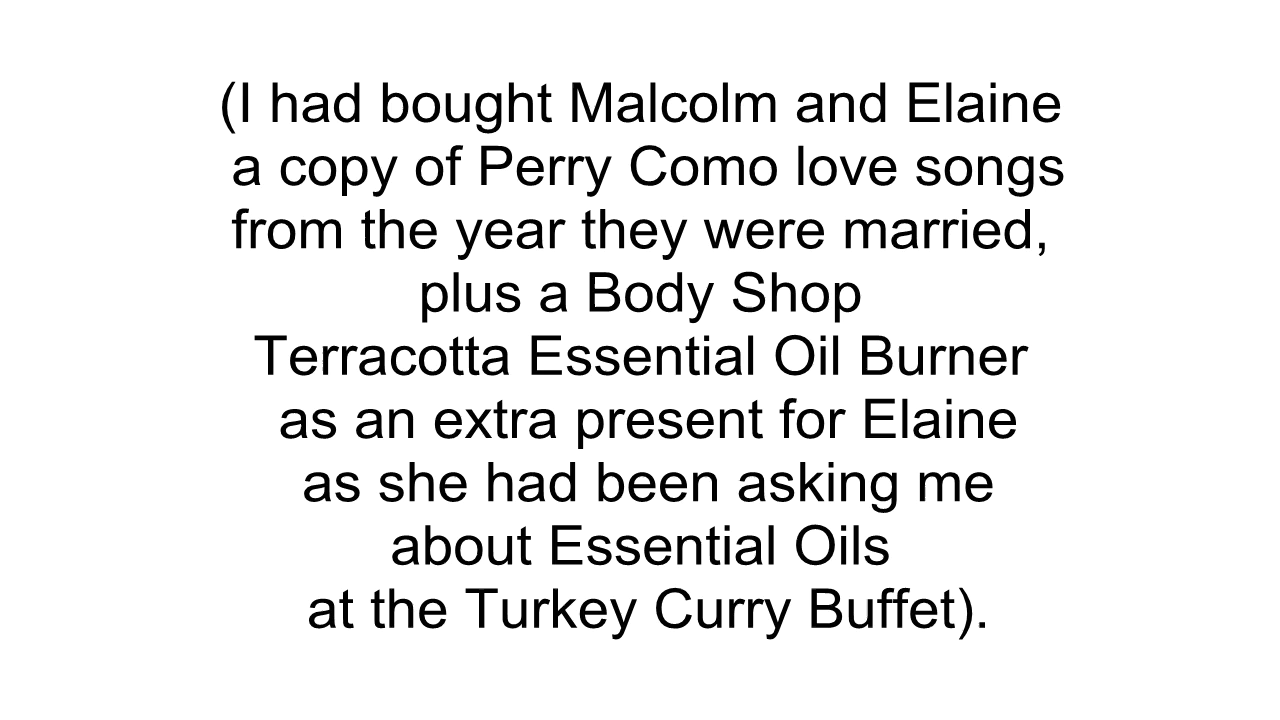 (I had bought Malcolm and Elaine
a copy of Perry Como love songs
from the year they were married,
plus a Body Shop
Terracotta Essential Oil Burner
as an extra present for Elaine
as she had been asking me
about Essential Oils
at the Turkey Curry Buffet).